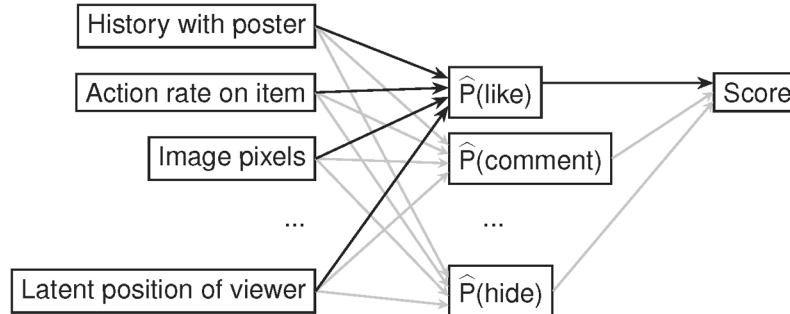 History with poster
Action rate on item
Image pixels
...
Latent position of viewer
P̂(like)
P̂(comment)
...
P̂(hide)
Score